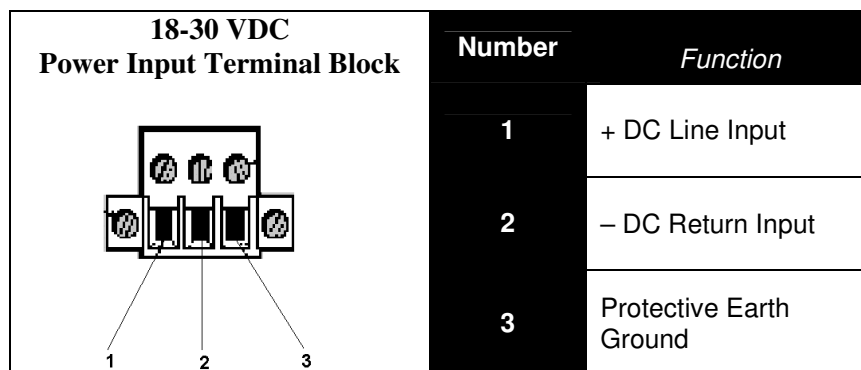 18-30 VDC
Power Input Terminal Block
1 2 3
Number Function
1 + DC Line Input
2 – DC Return Input
3 Protective Earth
Ground